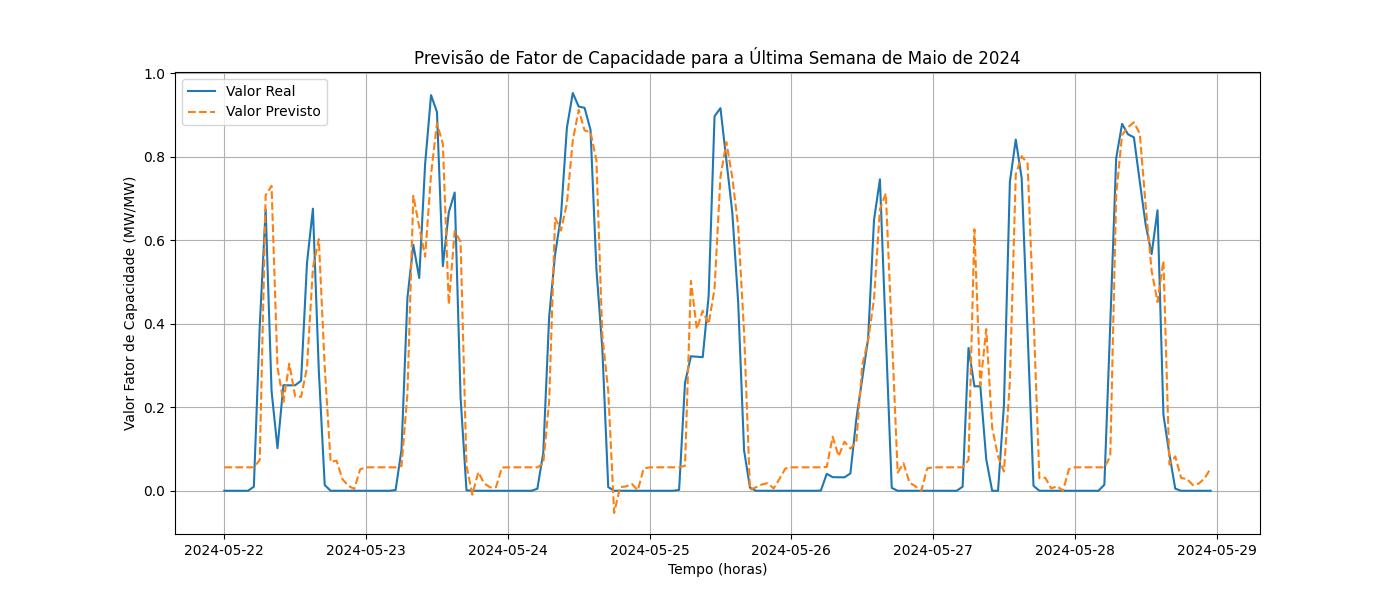 Previsão de Fator de Capacidade para a Última Semana de Maio de 2024
Valor Real
Valor Previsto
Valor Fator de Capacidade (MW/MW)
1.0
0.8
0.6
0.4
0.2
0.0
2024-05-22
2024-05-23
2024-05-24
2024-05-25
2024-05-26
2024-05-27
2024-05-28
2024-05-29
Tempo (horas)